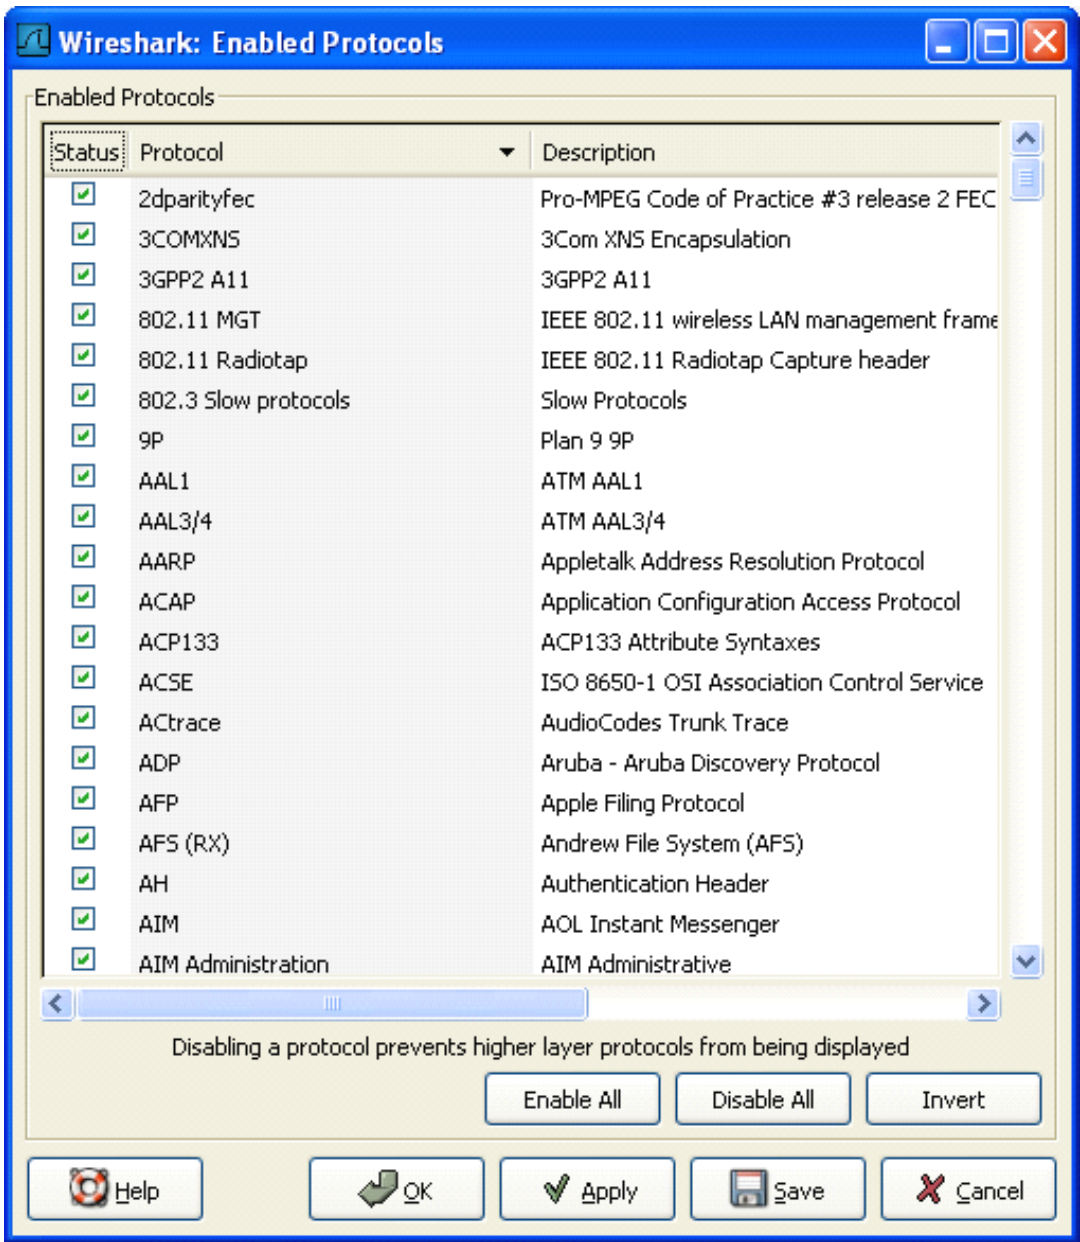 Wireshark: Enabled Protocols
Enabled Protocols
Status Protocol Description
2dparityfec Pro-MPEG Code of Practice #3 release 2 FEC
3COMXNS 3Com XNS Encapsulation
3GPP2 A11 3GPP2 A11
802.11 MGT IEEE 802.11 wireless LAN management frame
802.11 Radiotap IEEE 802.11 Radiotap Capture header
802.3 Slow protocols Slow Protocols
9P Plan 9 9P
AAL1 ATM AAL1
AAL3/4 ATM AAL3/4
AARP Appletalk Address Resolution Protocol
ACAP Application Configuration Access Protocol
ACP133 ACP133 Attribute Syntaxes
ACSE ISO 8650-1 OSI Association Control Service
ACtrace AudioCodes Trunk Trace
ADP Aruba - Aruba Discovery Protocol
AFP Apple Filing Protocol
AFS (RX) Andrew File System (AFS)
AH Authentication Header
AIM AOL Instant Messenger
AIM Administration AIM Administrative
Disabling a protocol prevents higher layer protocols from being displayed
Enable All Disable All Invert
Help OK Apply Save Cancel